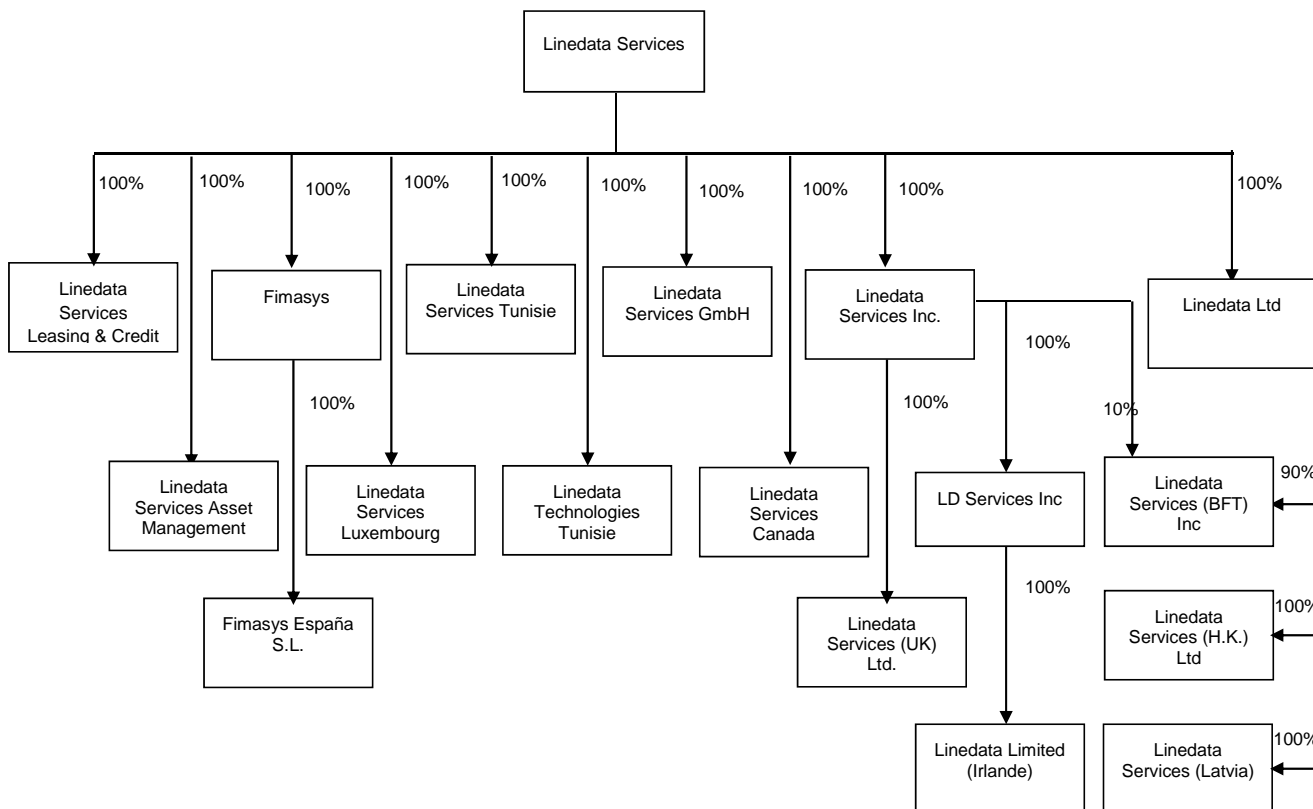 Linedata Services
100%
100%
100%
100%
100%
100%
100%
100%
100%
100%
Linedata
Services
Leasing & Credit
Fimasys
Linedata
Services Tunisie
Linedata
Services GmbH
Linedata
Services Inc.
Linedata Ltd
100%
100%
100%
10%
Linedata
Services Asset
Management
Linedata
Services
Luxembourg
Linedata
Technologies
Tunisie
Linedata
Services
Canada
LD Services Inc
Linedata
Services (BFT)
Inc
90%
100%
Fimasys España
S.L.
Linedata
Services (UK)
Ltd.
Linedata
Services (H.K.)
Ltd
100%
Linedata Limited
(Irlande)
Linedata
Services (Latvia)
100%